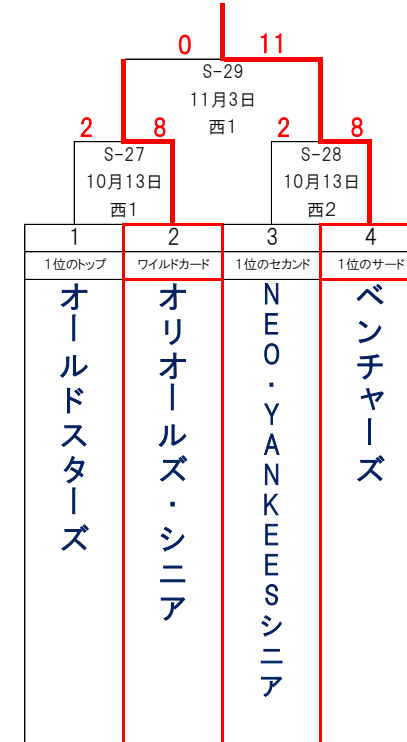 0 11
S-29
11月3日
西1
2 8 2 8
S-27 S-28
10月13日 10月13日
西1 西2
1 2 3 4
1位のトップ ワイルドカード 1位のセカンド 1位のサード
オールドスターズ
オリオールズ・シニア
NEO・YANKEESシニア
ベンチャーズ